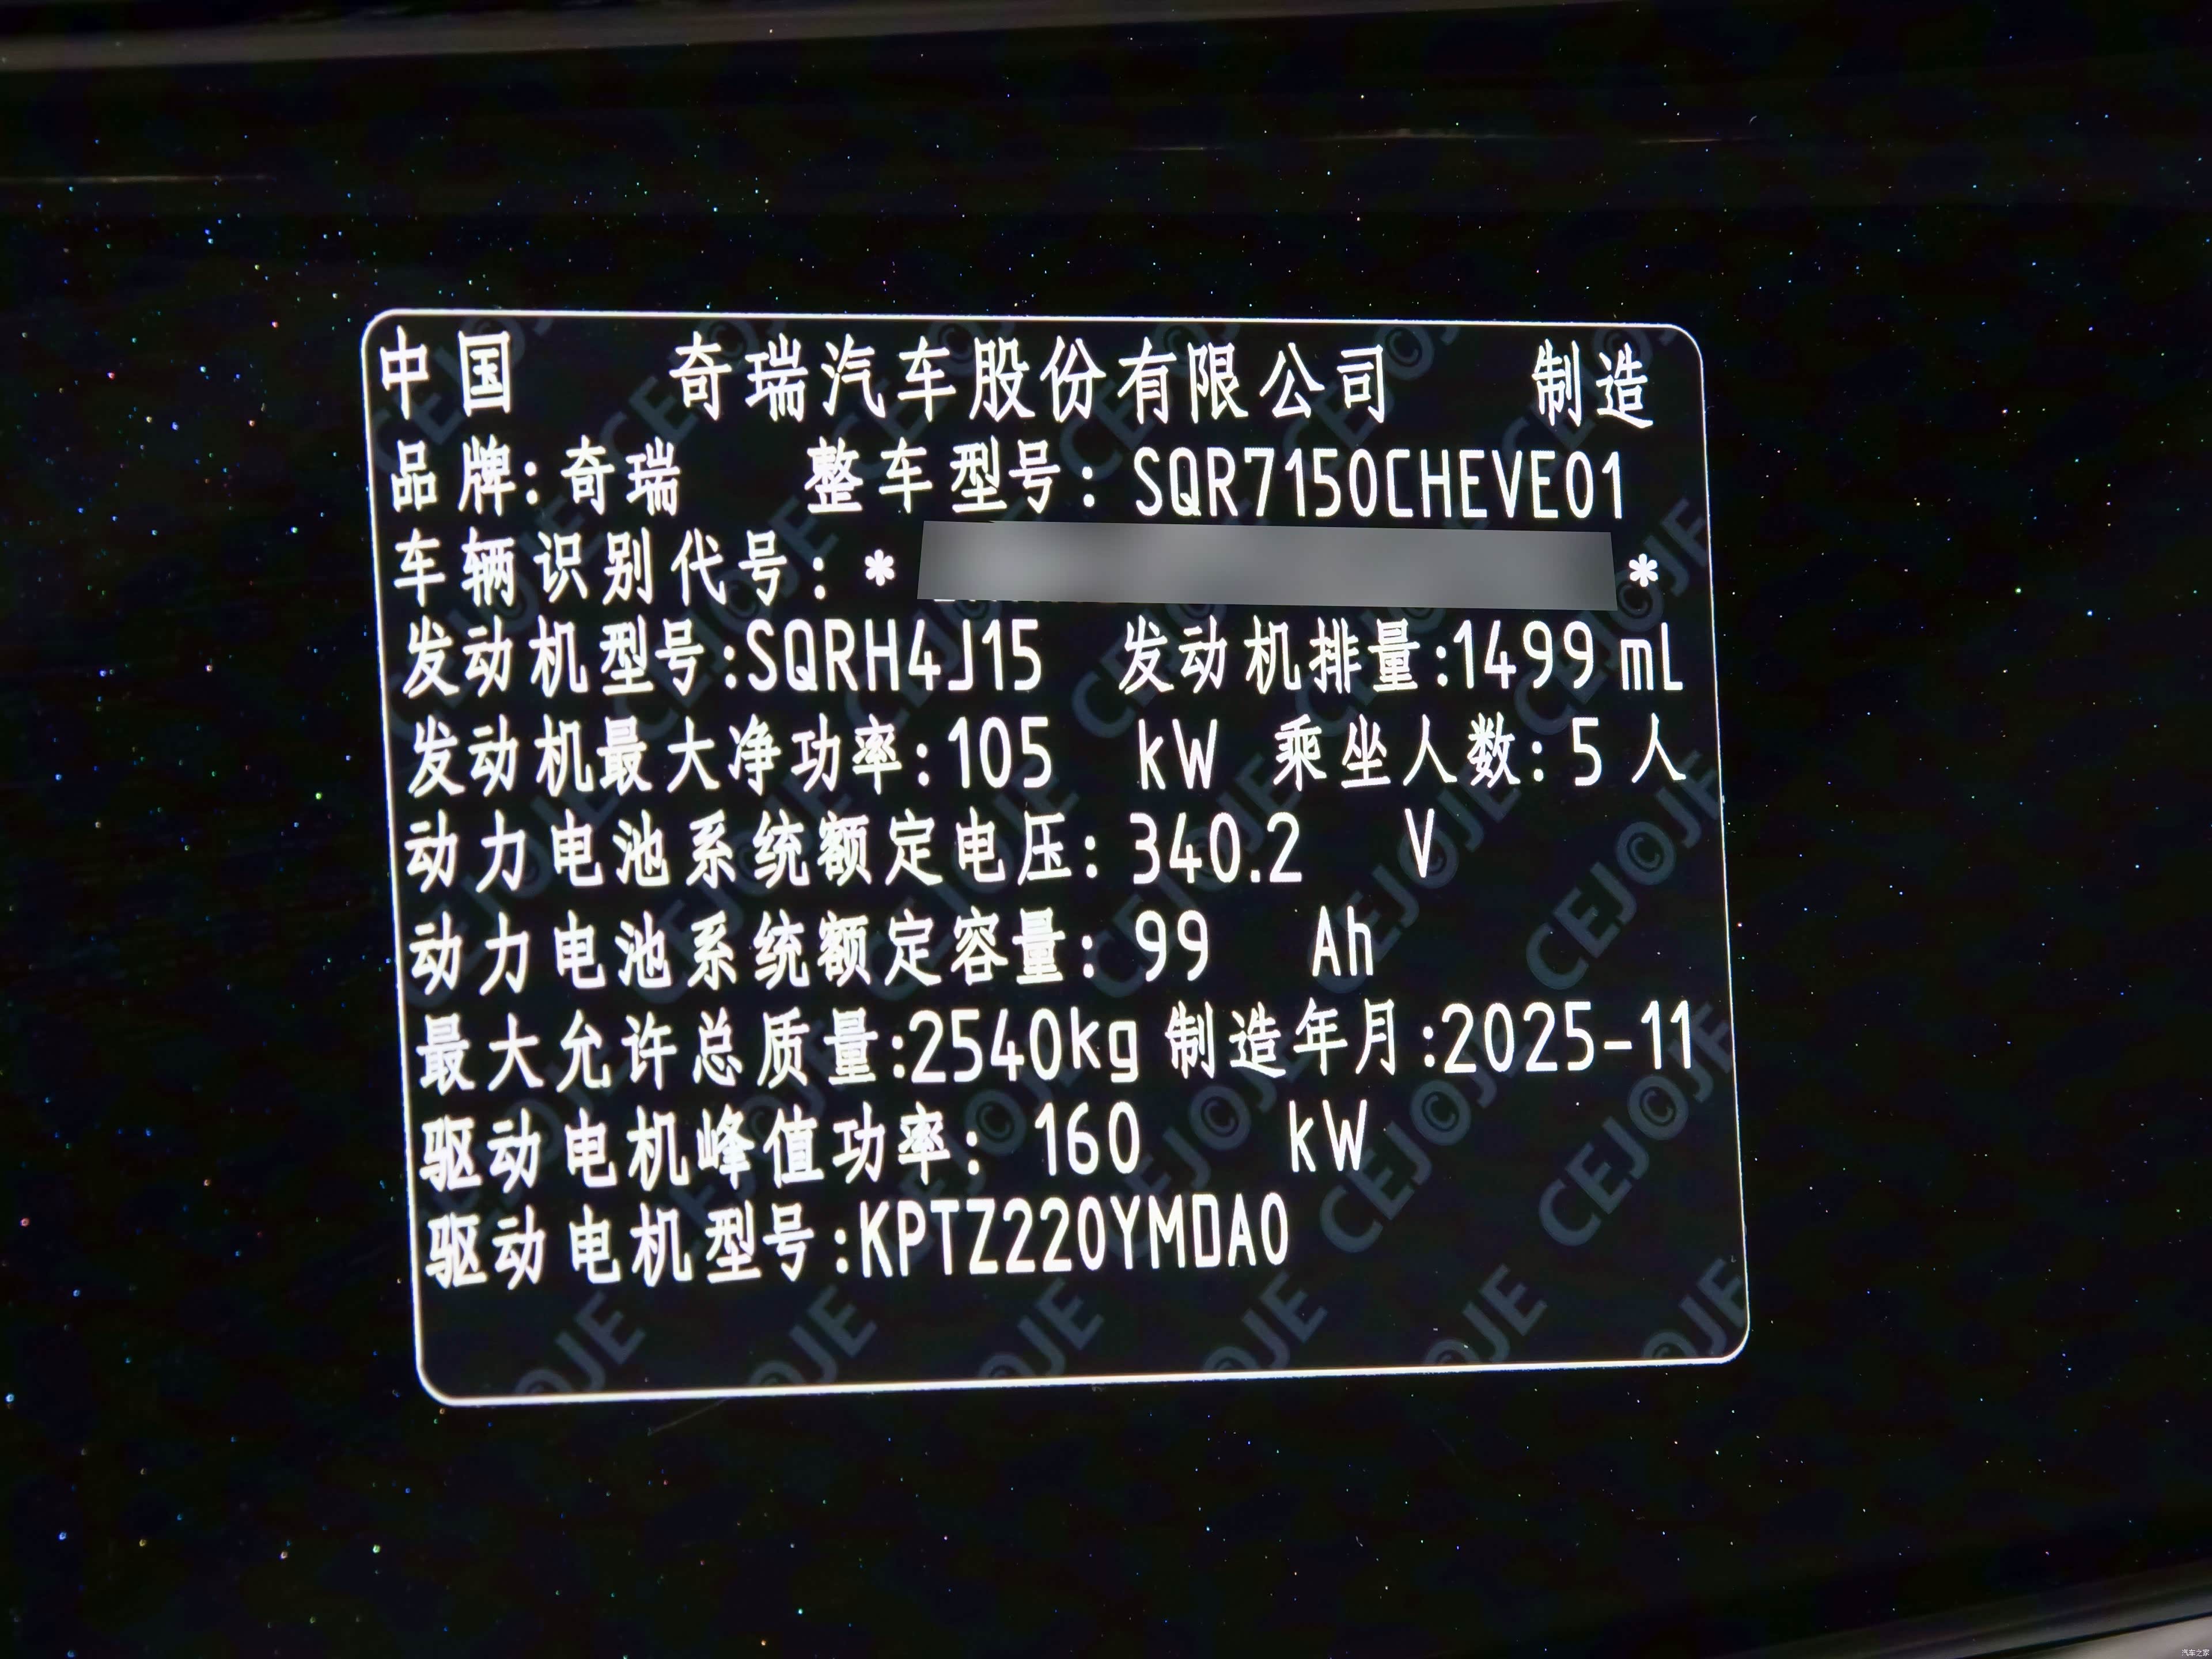 中国 奇瑞汽车股份有限公司 制造
品牌:奇瑞 整车型号: SQR7150CHEVE01
车辆识别代号: * *
发动机型号:SQRH4J15 发动机排量:1499 mL
发动机最大净功率:105 kW 乘坐人数: 5 人
动力电池系统额定电压: 340.2 V
动力电池系统额定容量: 99 Ah
最大允许总质量:2540kg 制造年月:2025-11
驱动电机峰值功率: 160 kW
驱动电机型号:KPTZ220YMDA0
CEJOJE
汽车之家